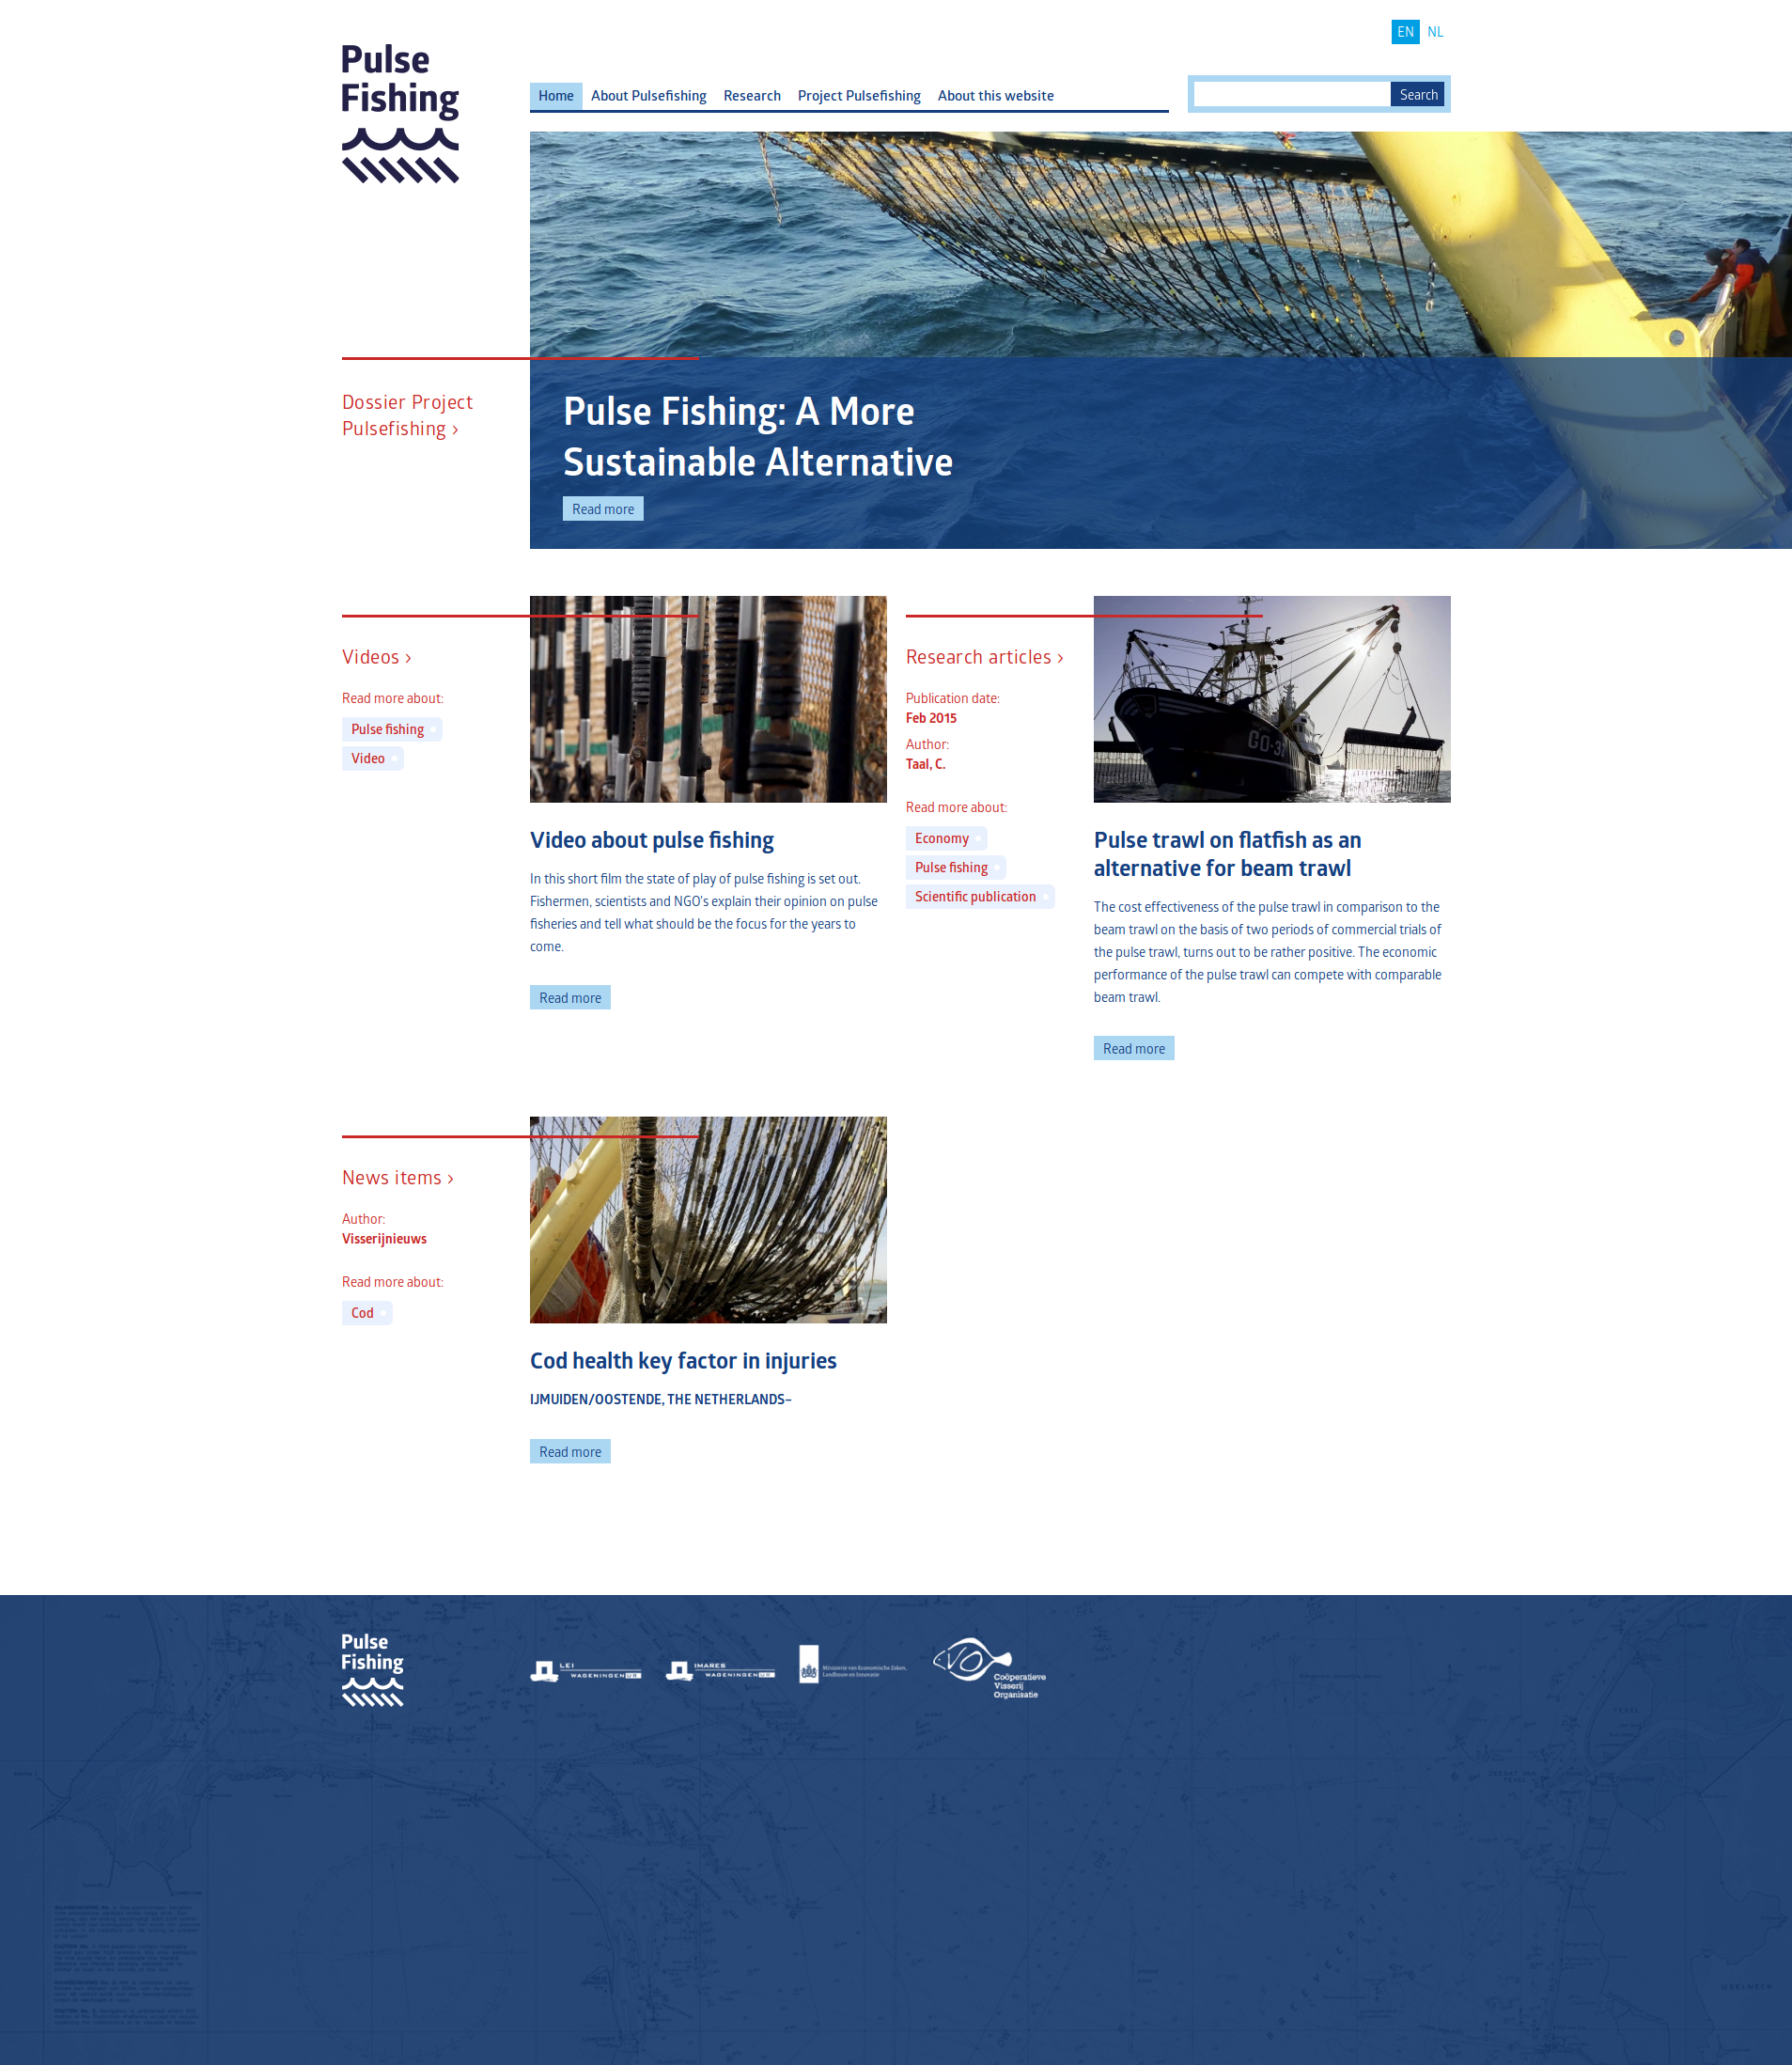 EN NL
Pulse
Fishing
Home About Pulsefishing Research Project Pulsefishing About this website
Search
Dossier Project
Pulsefishing ›
Pulse Fishing: A More
Sustainable Alternative
Read more
Videos ›
Read more about:
Pulse fishing
Video
Video about pulse fishing
In this short film the state of play of pulse fishing is set out.
Fishermen, scientists and NGO's explain their opinion on pulse
fisheries and tell what should be the focus for the years to
come.
Read more
Research articles ›
Publication date:
Feb 2015
Author:
Taal, C.
Read more about:
Economy
Pulse fishing
Scientific publication
Pulse trawl on flatfish as an
alternative for beam trawl
The cost effectiveness of the pulse trawl in comparison to the
beam trawl on the basis of two periods of commercial trials of
the pulse trawl, turns out to be rather positive. The economic
performance of the pulse trawl can compete with comparable
beam trawl.
Read more
News items ›
Author:
Visserijnieuws
Read more about:
Cod
Cod health key factor in injuries
IJMUIDEN/OOSTENDE, THE NETHERLANDS–
Read more
Pulse
Fishing
LEI
WAGENINGEN UR
IMARES
WAGENINGEN UR
Ministerie van Economische Zaken,
Landbouw en Innovatie
VO
Coöperatieve
Visserij
Organisatie